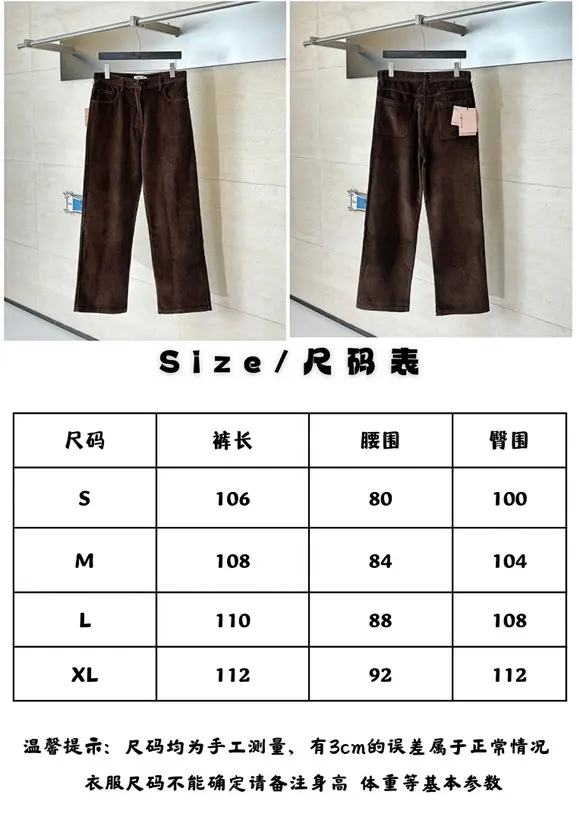 Size/尺码表
尺码 裤长 腰围 臀围
S 106 80 100
M 108 84 104
L 110 88 108
XL 112 92 112
温馨提示：尺码均为手工测量、有3cm的误差属于正常情况
衣服尺码不能确定请备注身高 体重等基本参数